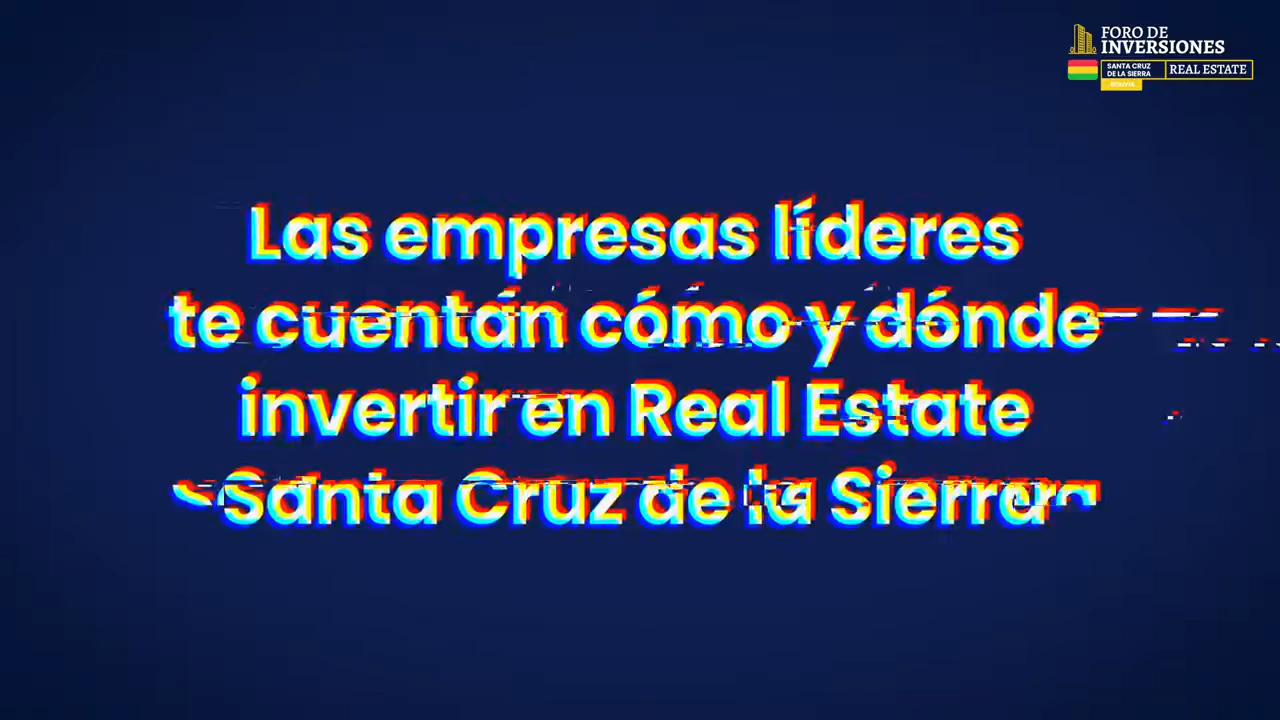 FORO DE
INVERSIONES
SANTA CRUZ
DE LA SIERRA
REAL ESTATE
BOLIVIA
Las empresas líderes
te cuentán cómo y dónde
invertir en Real Estate
Santa Cruz de la Sierra